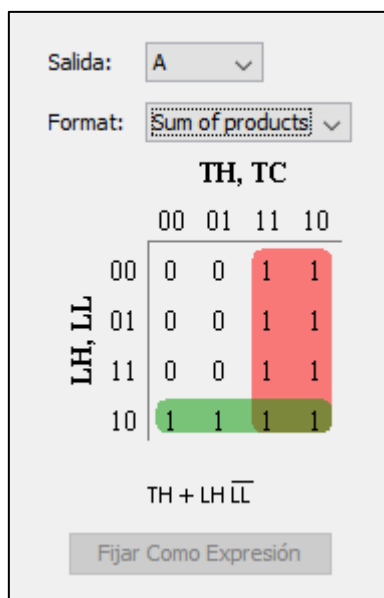 Salida: A
Format: Sum of products
TH, TC
00 01 11 10
LH, LL
00 0 0 1 1
01 0 0 1 1
11 0 0 1 1
10 1 1 1 1
TH + LH L̅L̅
Fijar Como Expresión